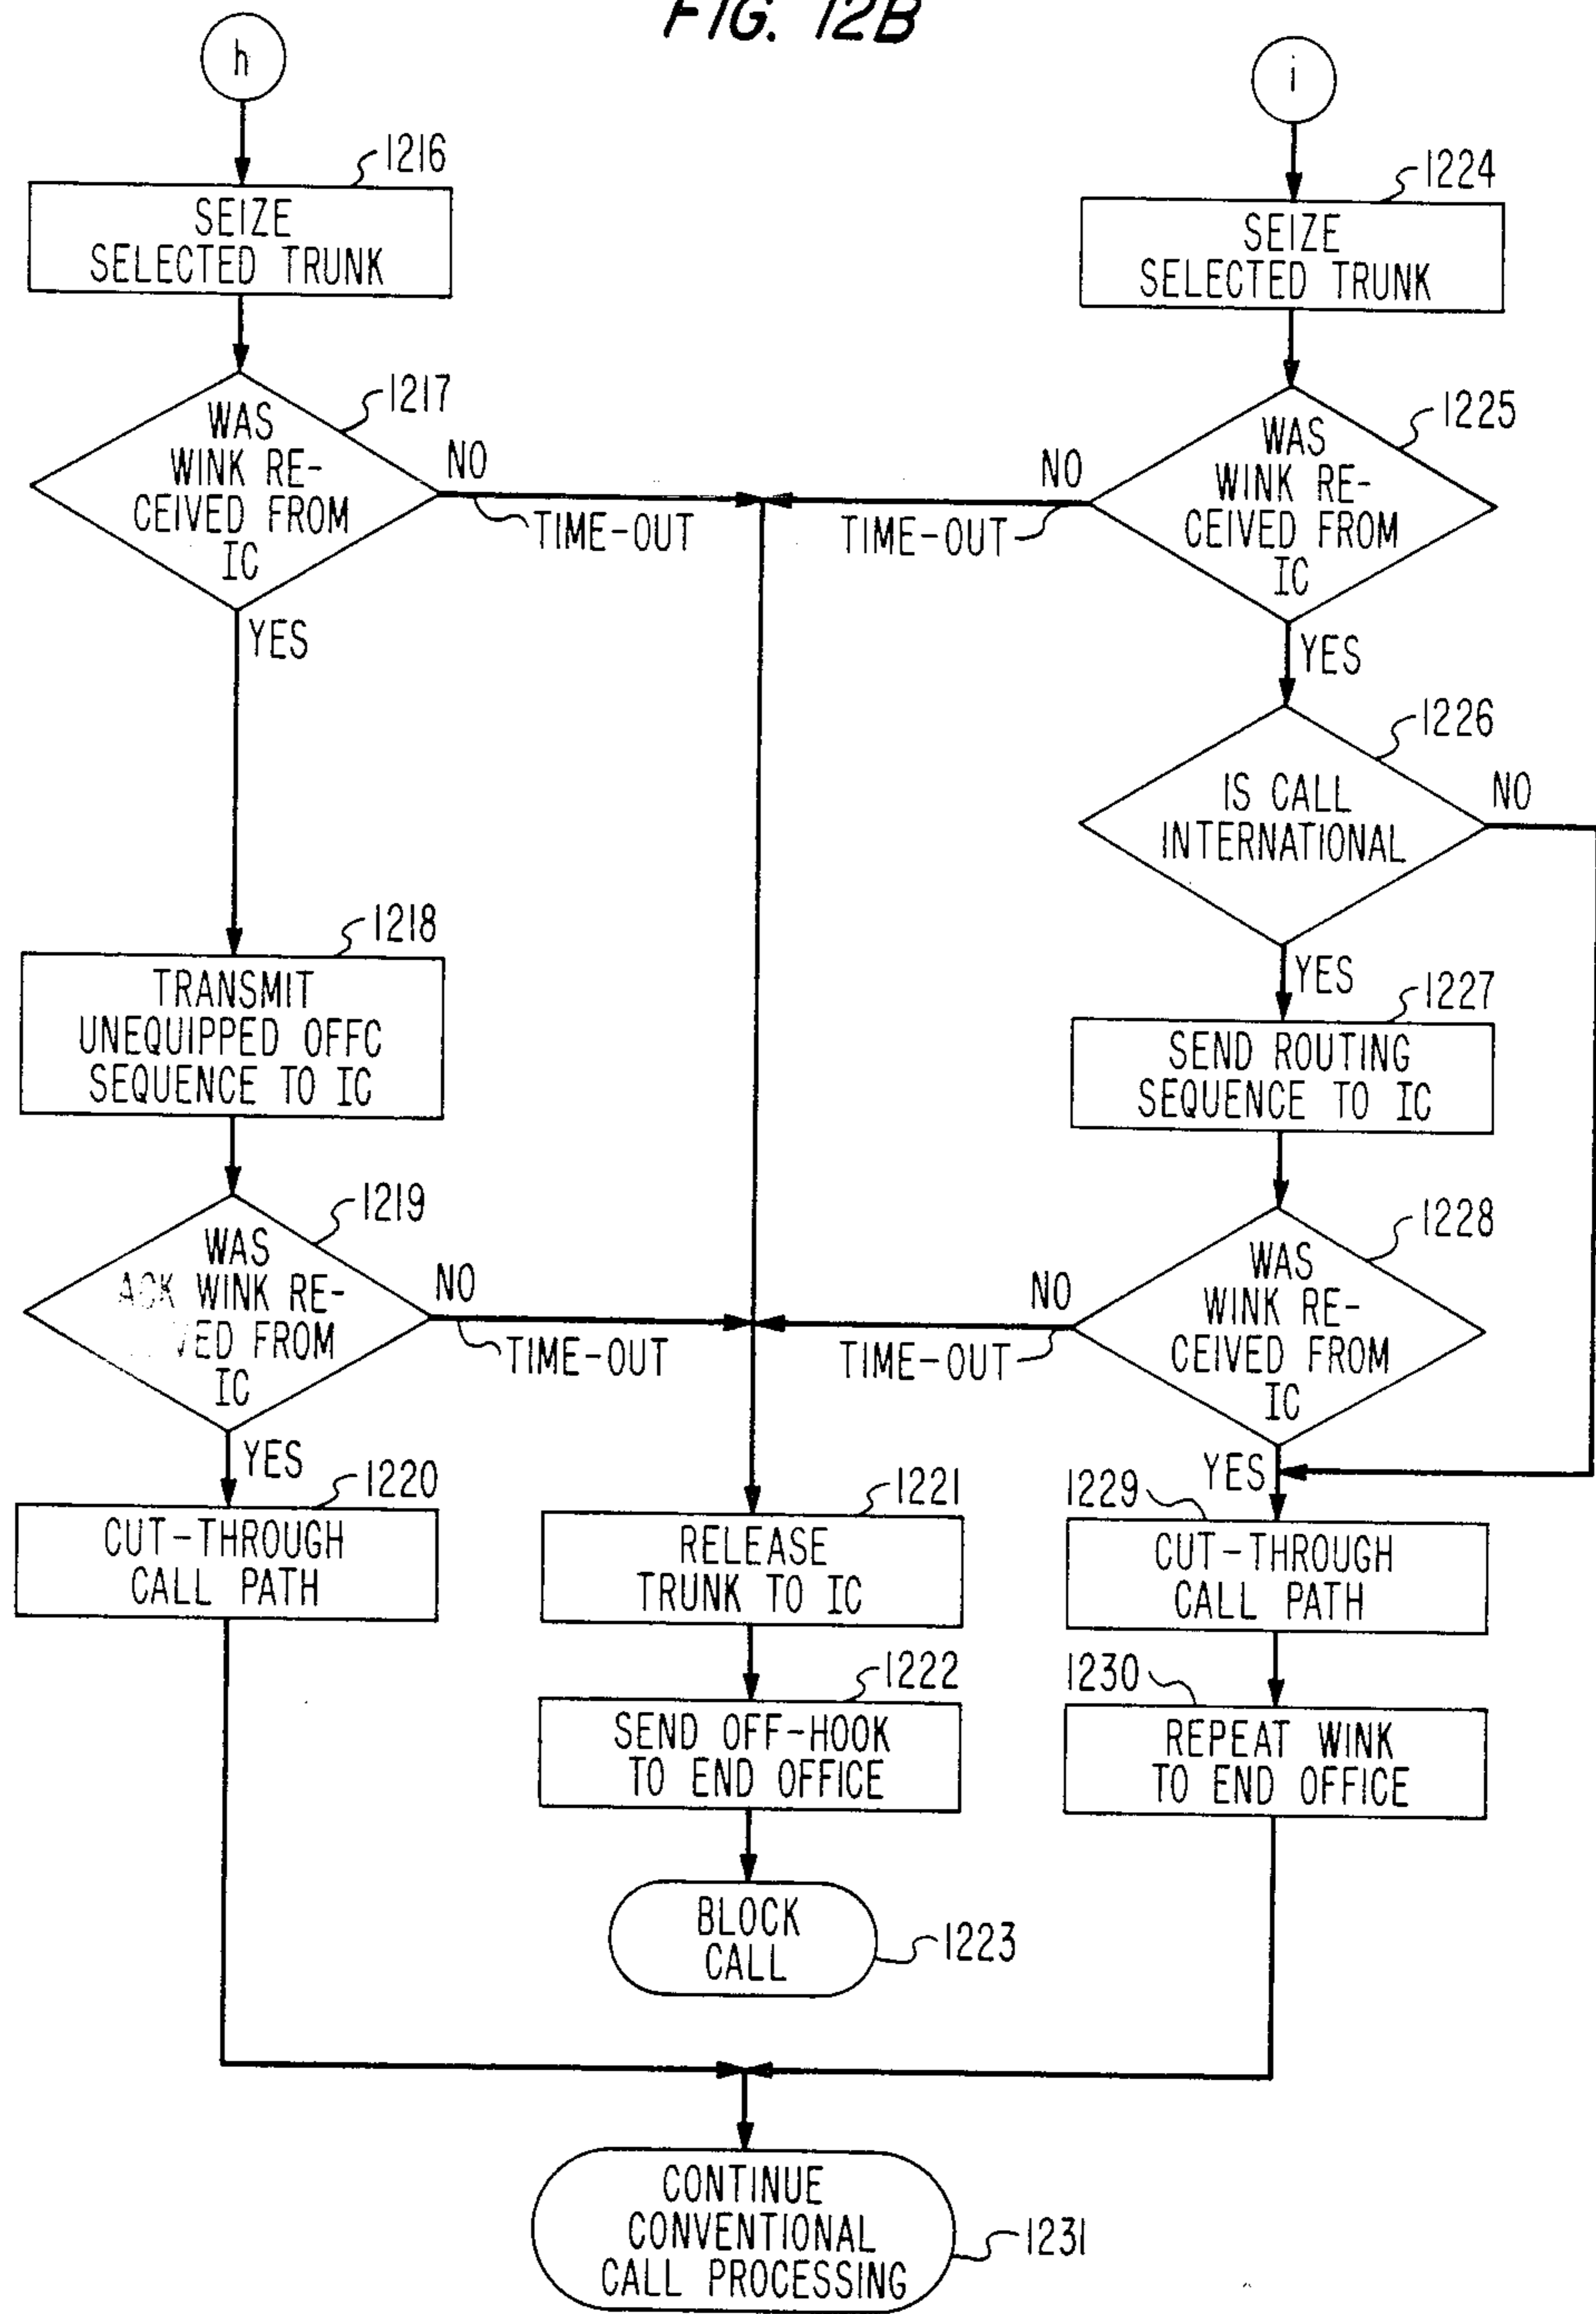 FIG. 12B
h
1216
SEIZE
SELECTED TRUNK
1217
WAS
WINK RE-
CEIVED FROM
IC
NO
TIME-OUT
YES
1218
TRANSMIT
UNEQUIPPED OFFC
SEQUENCE TO IC
1219
WAS
ACK WINK RE-
VED FROM
IC
NO
TIME-OUT
YES
1220
CUT-THROUGH
CALL PATH
1221
RELEASE
TRUNK TO IC
1222
SEND OFF-HOOK
TO END OFFICE
BLOCK
CALL
1223
i
1224
SEIZE
SELECTED TRUNK
1225
WAS
WINK RE-
CEIVED FROM
IC
NO
TIME-OUT
YES
1226
IS CALL
INTERNATIONAL
NO
YES
1227
SEND ROUTING
SEQUENCE TO IC
1228
WAS
WINK RE-
CEIVED FROM
IC
NO
TIME-OUT
YES
1229
CUT-THROUGH
CALL PATH
1230
REPEAT WINK
TO END OFFICE
CONTINUE
CONVENTIONAL
CALL PROCESSING
1231